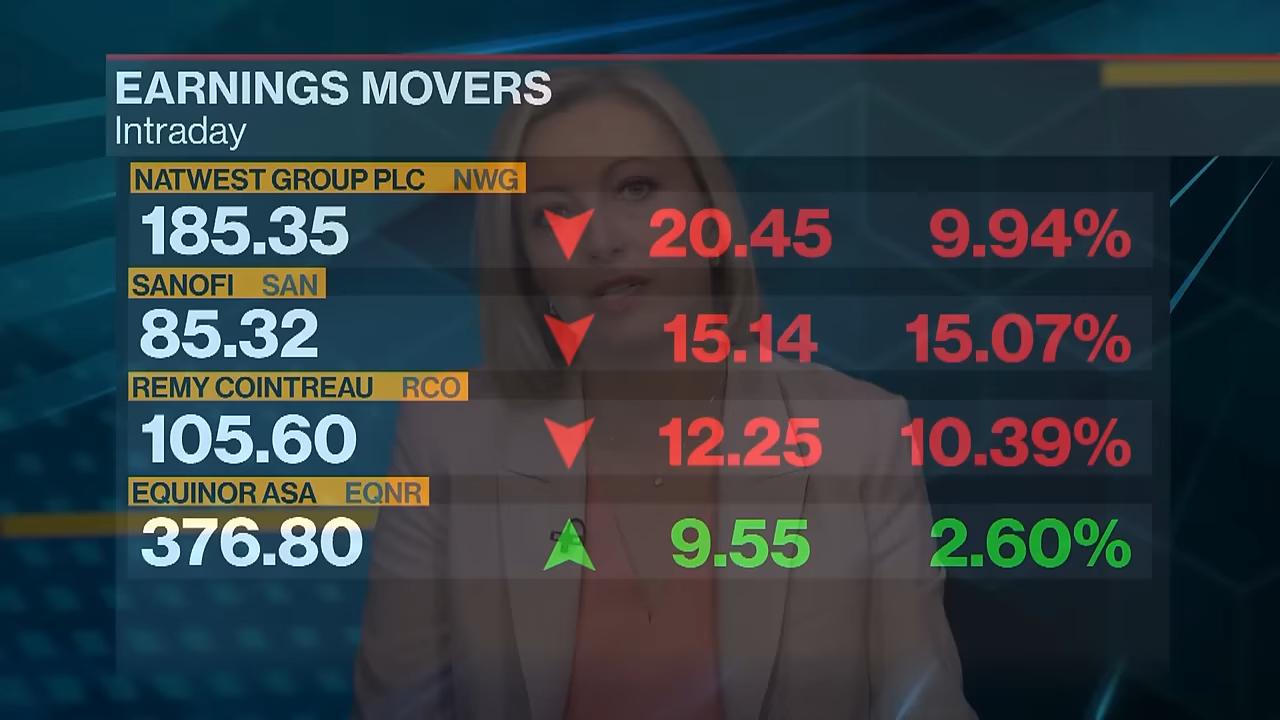 EARNINGS MOVERS
Intraday
NATWEST GROUP PLC NWG
185.35 20.45 9.94%
SANOFI SAN
85.32 15.14 15.07%
REMY COINTREAU RCO
105.60 12.25 10.39%
EQUINOR ASA EQNR
376.80 9.55 2.60%